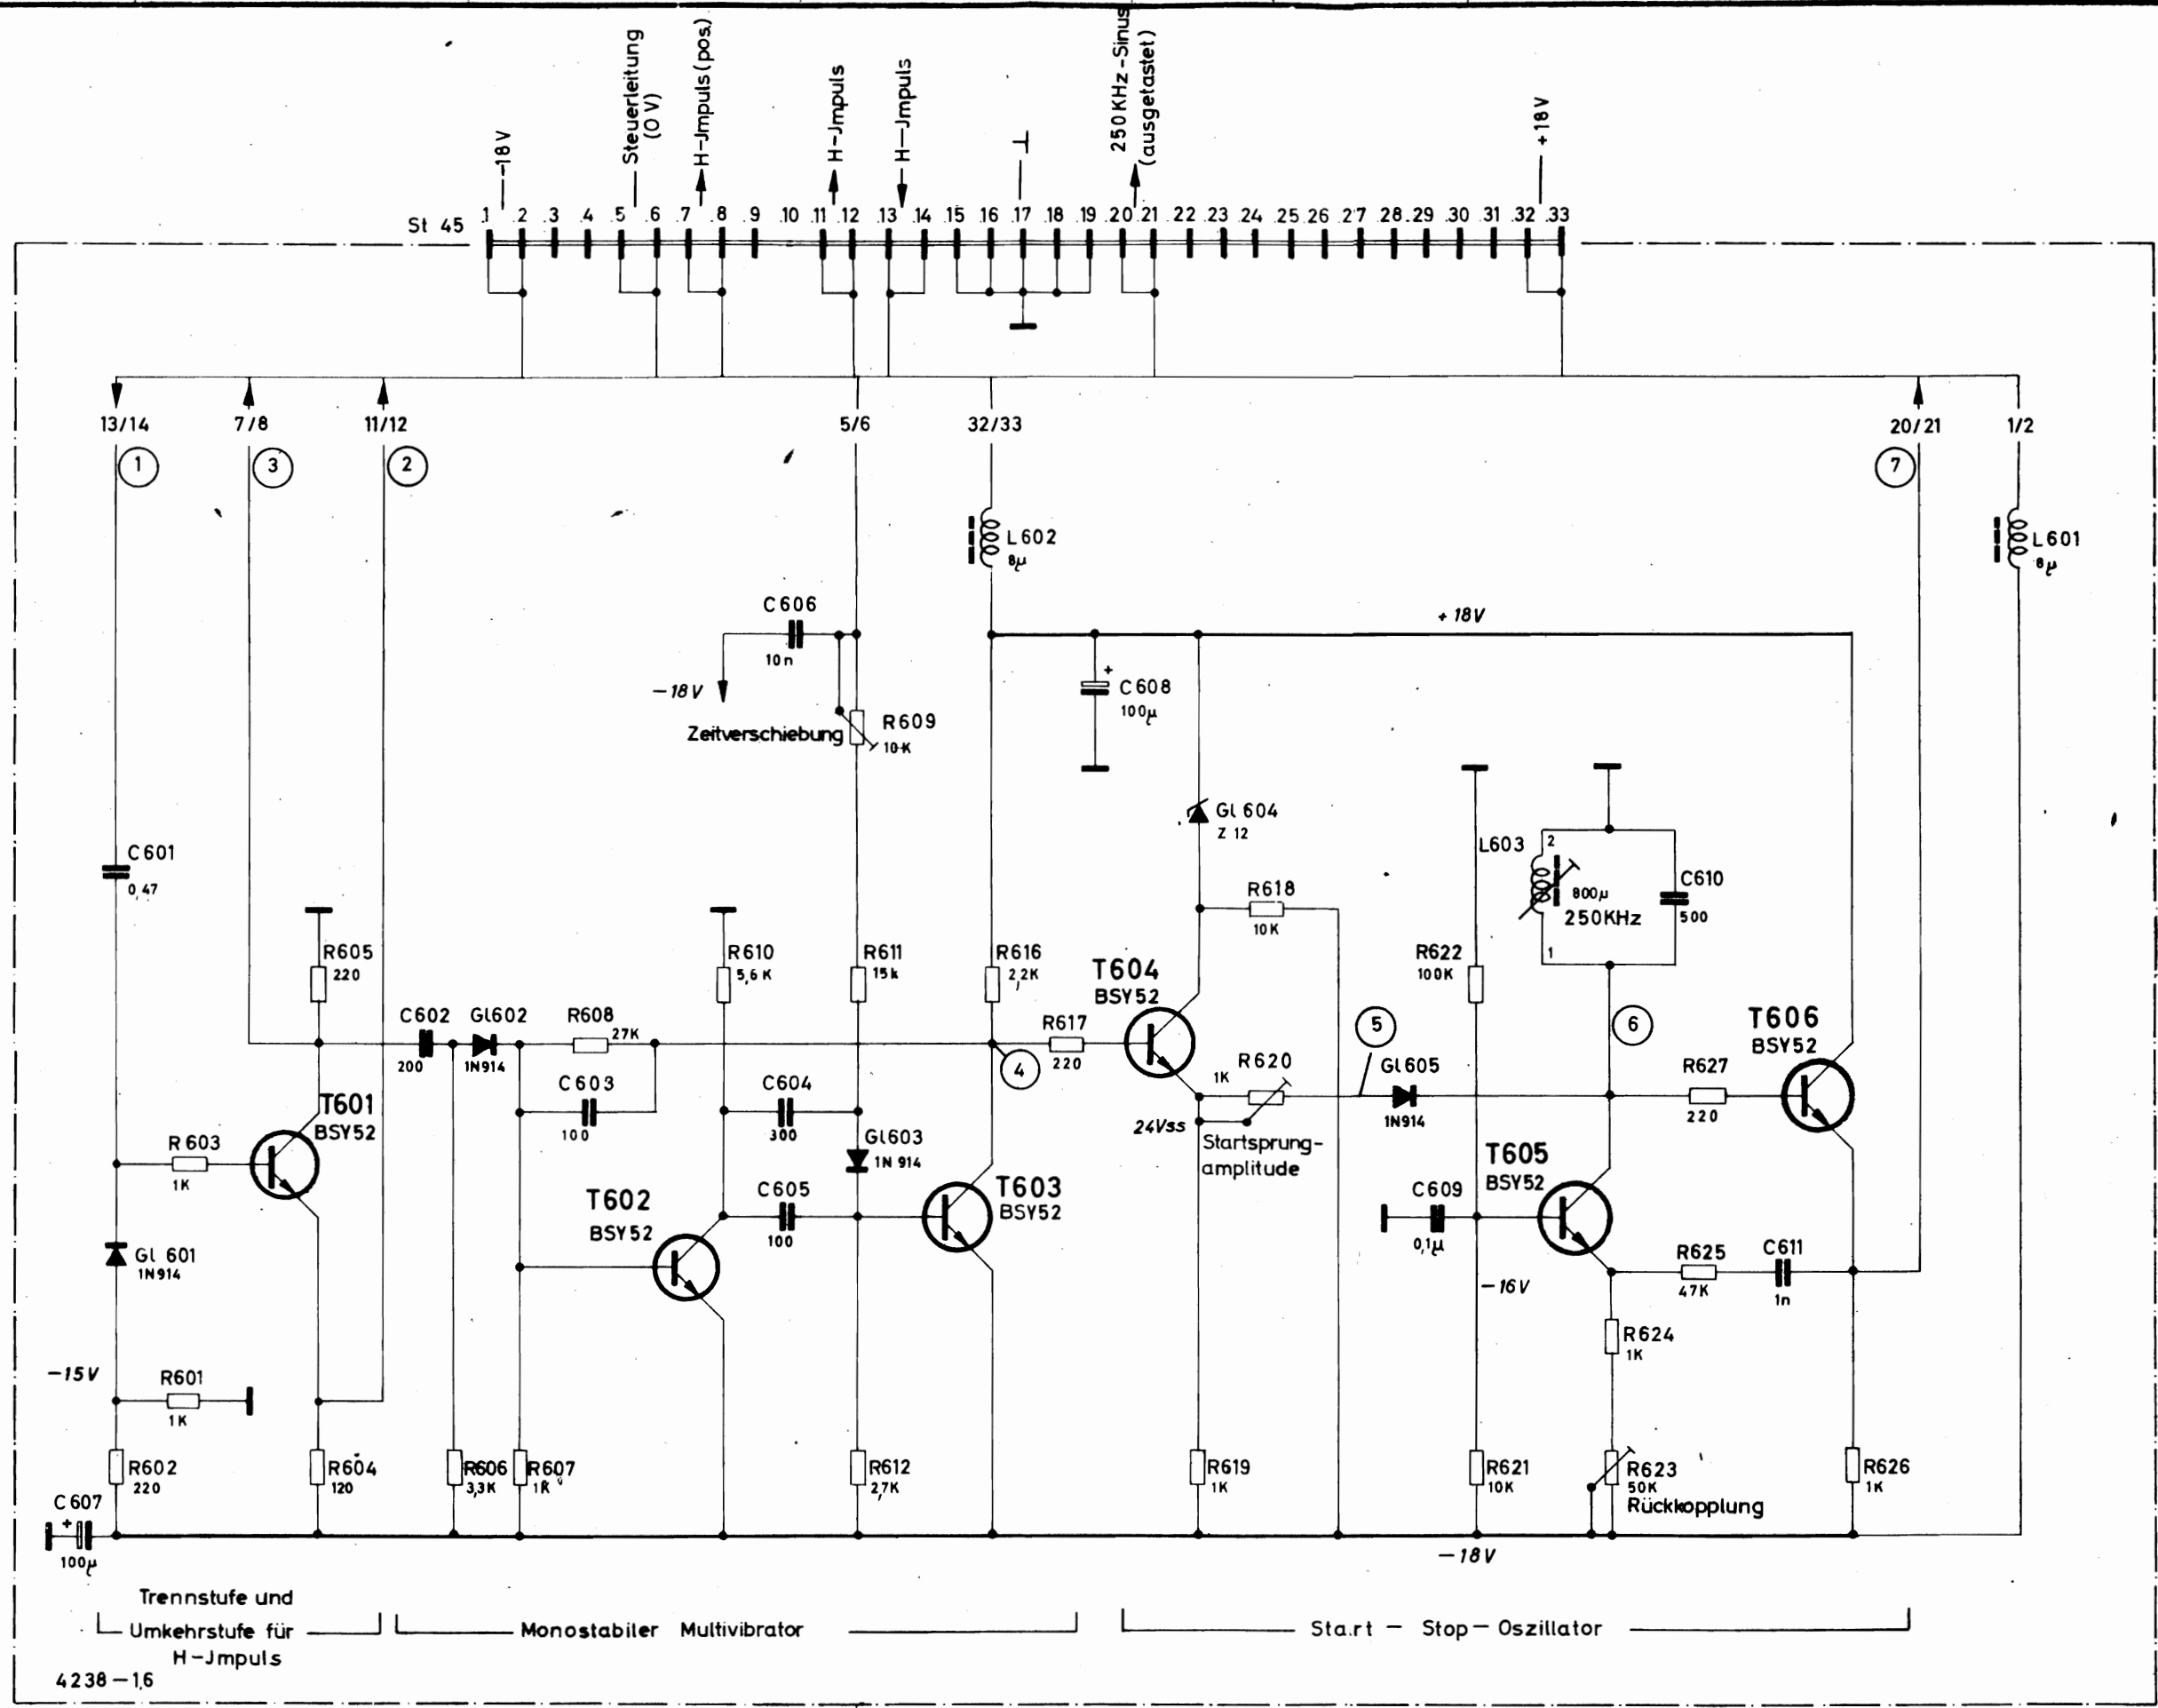 -18V
Steuerleitung
(0 V)
H-Jmpuls(pos.)
H-Jmpuls
H-Jmpuls
⊥
250KHz-Sinus
(ausgetastet)
+18V
St 45 .1 .2 .3 .4 .5 .6 .7 .8 .9 .10 .11 .12 .13 .14 .15 .16 .17 .18 .19 .20 .21 .22 .23 .24 .25 .26 .27 .28 .29 .30 .31 .32 .33
13/14 7/8 11/12 5/6 32/33 20/21 1/2
1 3 2 7
L602
8µ
L601
8µ
C606
10n
-18V
Zeitverschiebung
R609
10K
+18V
+
C608
100µ
Gl 604
Z 12
C601
0,47
R605
220
R610
5,6K
R611
15k
R616
2,2K
T604
BSY52
R618
10K
R622
100K
L603
2
800µ
250KHz
1
C610
500
C602
200
Gl602
1N914
R608
27K
C603
100
C604
300
4
R617
220
5
R620
1K
Gl605
1N914
6
R627
220
T606
BSY52
T601
BSY52
R603
1K
Gl603
1N 914
24Vss
Startsprung-
amplitude
T602
BSY52
C605
100
T603
BSY52
T605
BSY52
C609
0,1µ
-16V
R625
47K
C611
1n
Gl 601
1N914
R624
1K
-15V
R601
1K
R602
220
R604
120
R606
3,3K
R607
1K
R612
2,7K
R619
1K
R621
10K
R623
50K
Rückkopplung
R626
1K
C607
+
100µ
-18V
Trennstufe und
Umkehrstufe für
H-Jmpuls
Monostabiler Multivibrator
Start - Stop - Oszillator
4238-16